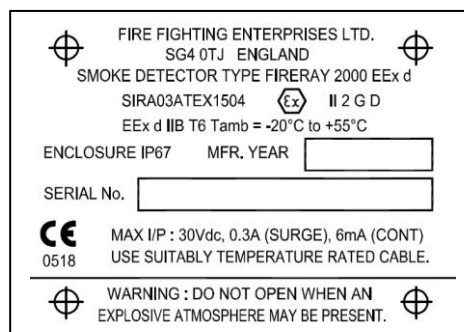 FIRE FIGHTING ENTERPRISES LTD.
SG4 0TJ ENGLAND
SMOKE DETECTOR TYPE FIRERAY 2000 EEx d
SIRA03ATEX1504 εx II 2 G D
EEx d IIB T6 Tamb = -20°C to +55°C
ENCLOSURE IP67 MFR. YEAR
SERIAL No.
CE MAX I/P : 30Vdc, 0.3A (SURGE), 6mA (CONT)
0518 USE SUITABLY TEMPERATURE RATED CABLE.
WARNING : DO NOT OPEN WHEN AN
EXPLOSIVE ATMOSPHERE MAY BE PRESENT.